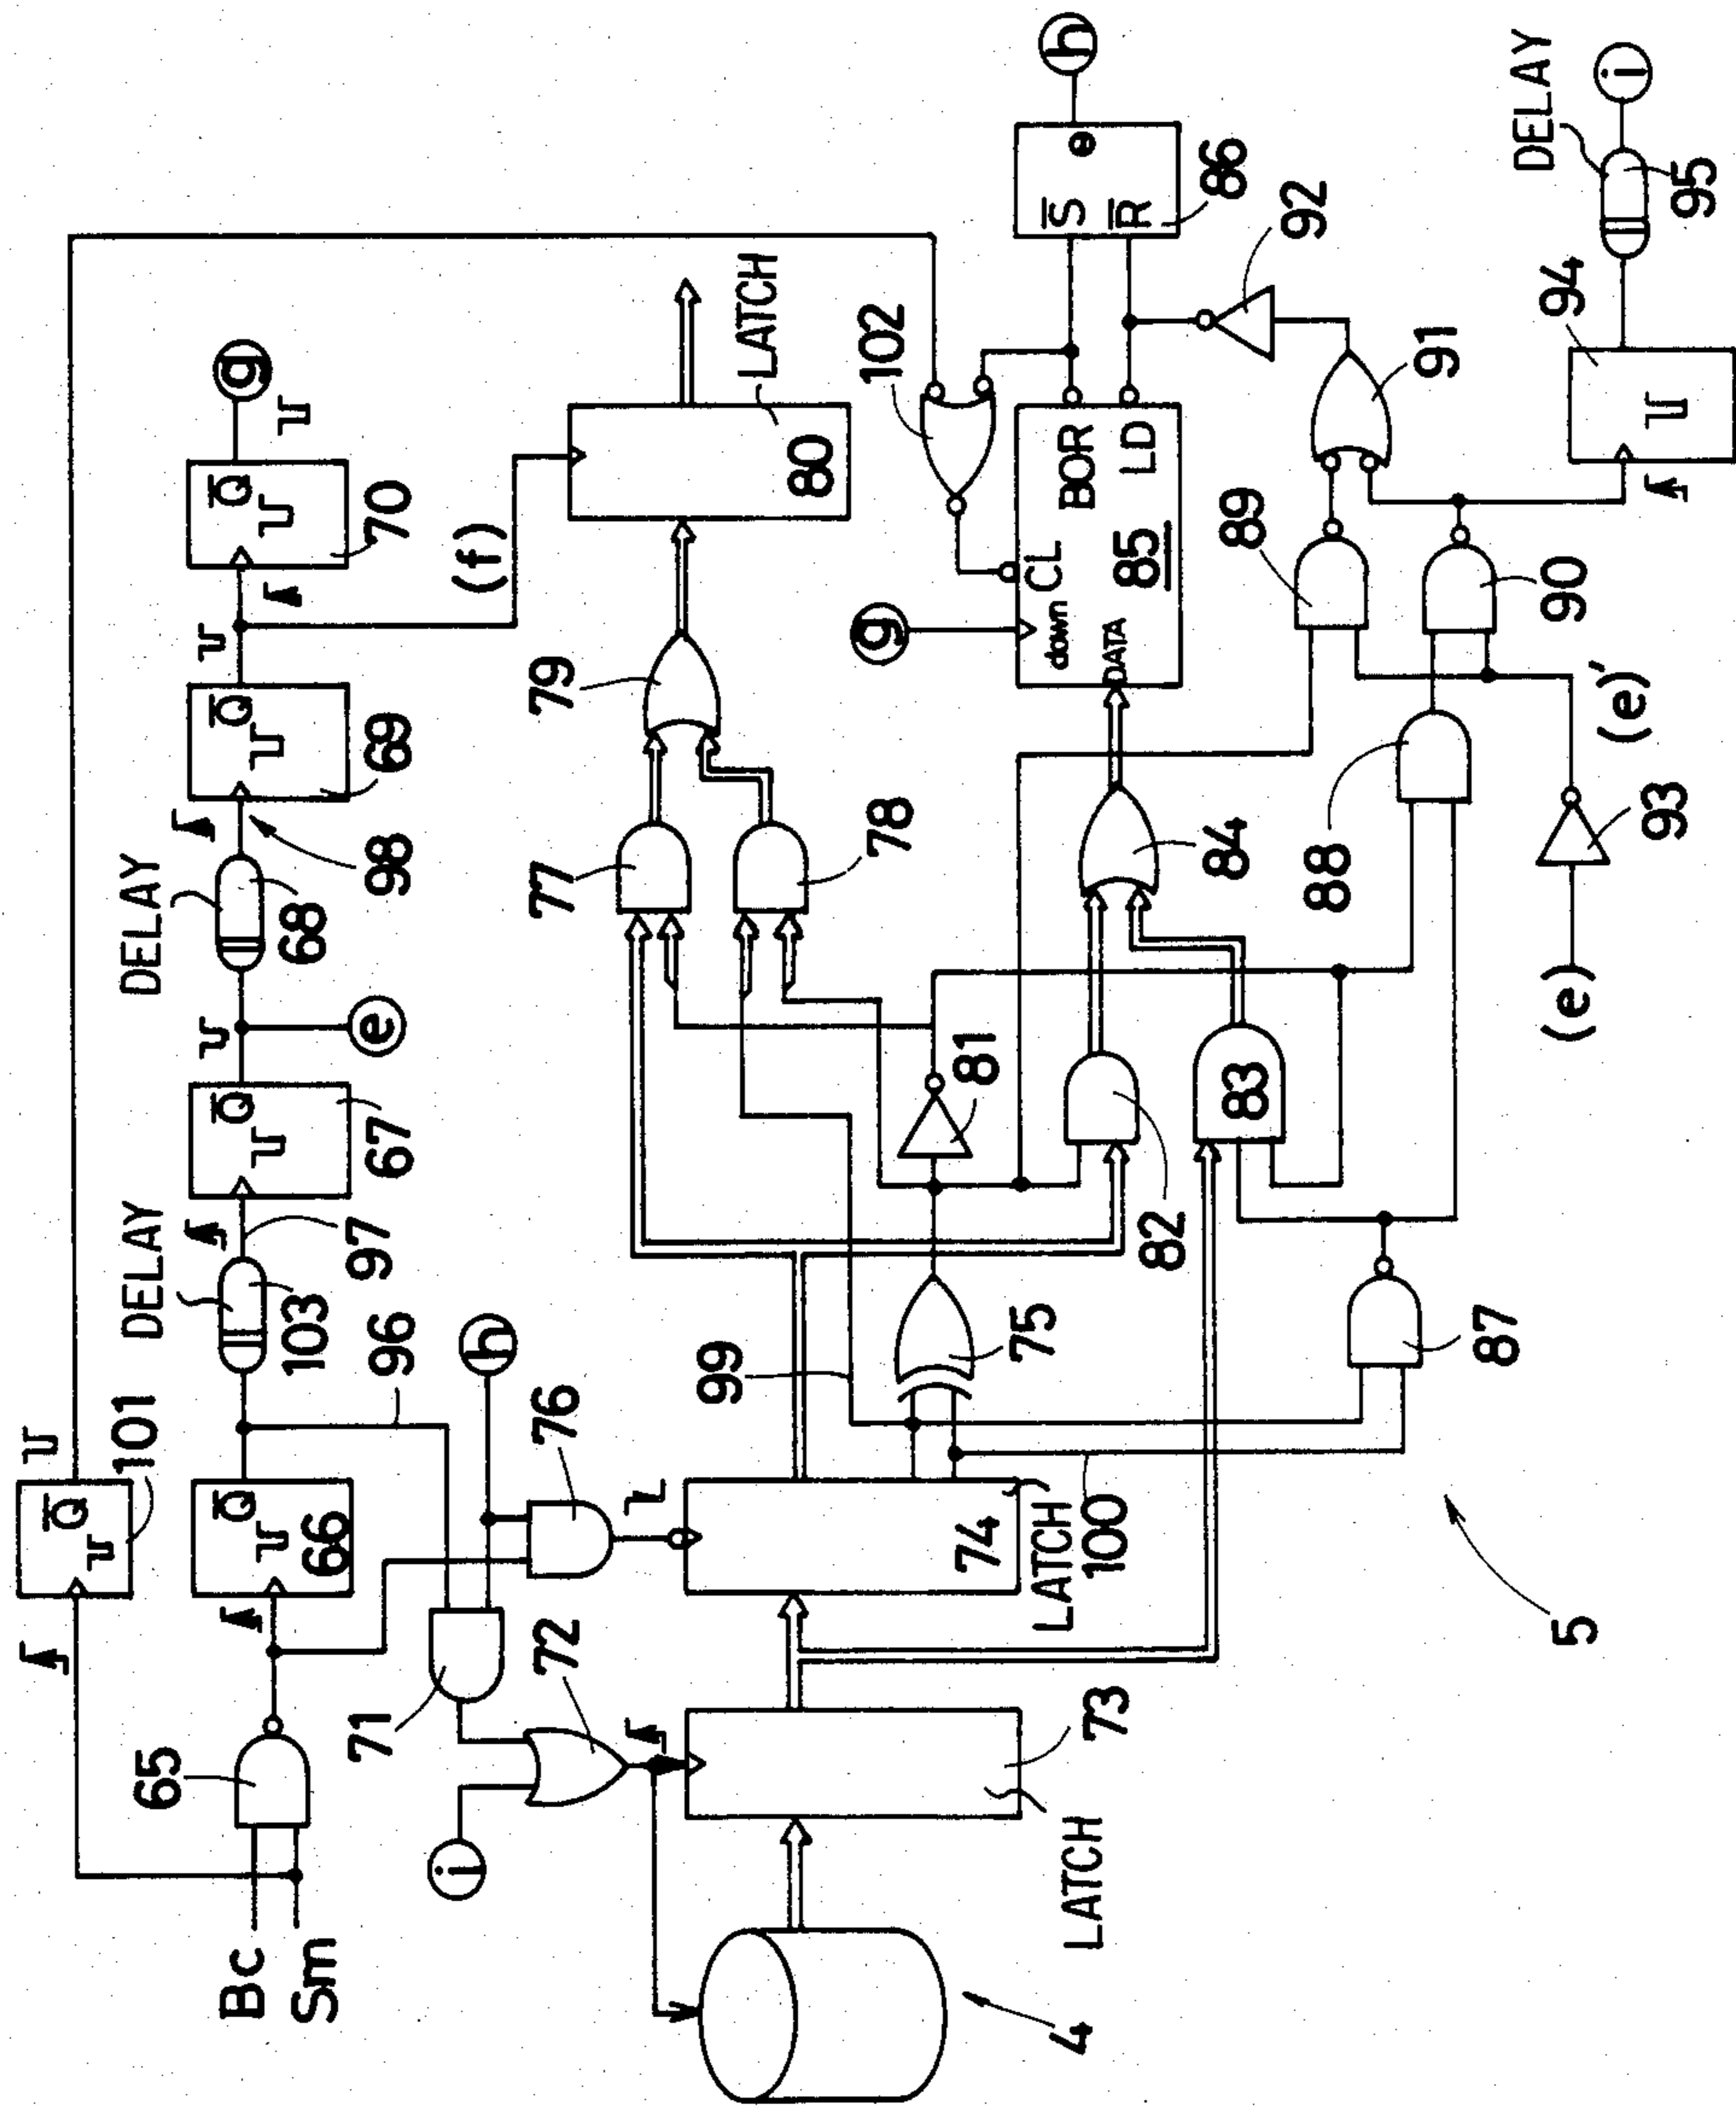 Q̅
101
Bc
Sm
65
Q̅
66
DELAY
103
97
96
Q̅
67
e
DELAY
68
98
Q̅
69
Q̅
70
g
(f)
71
i
72
h
76
LATCH
73
4
74
LATCH
100
99
75
81
77
78
79
80
LATCH
82
83
84
87
88
g
down
CL
DATA
85
BOR
LD
102
S̅
R̅
e
86
h
92
89
90
91
(e)
93
(e)'
94
DELAY
95
i
5